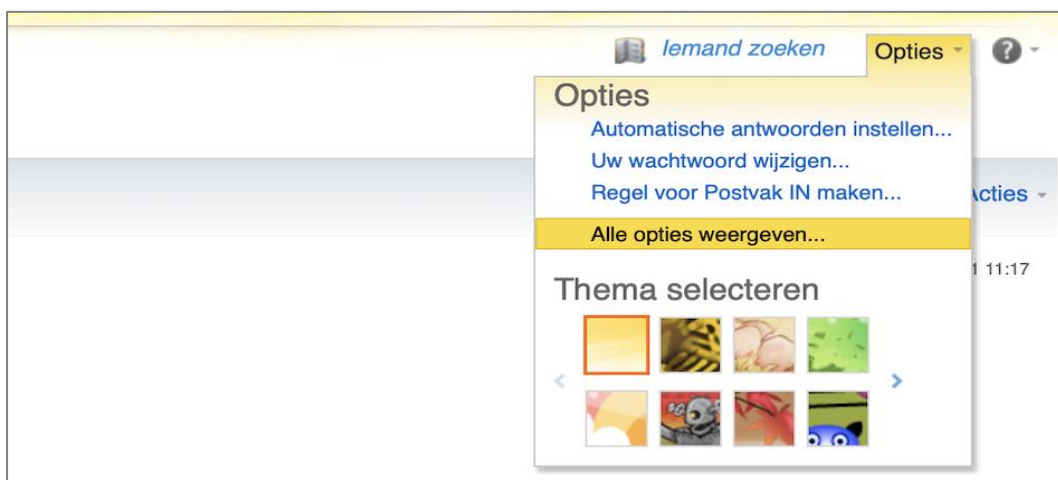 Iemand zoeken
Opties
Opties
Automatische antwoorden instellen...
Uw wachtwoord wijzigen...
Regel voor Postvak IN maken...
Alle opties weergeven...
Acties
11:17
Thema selecteren